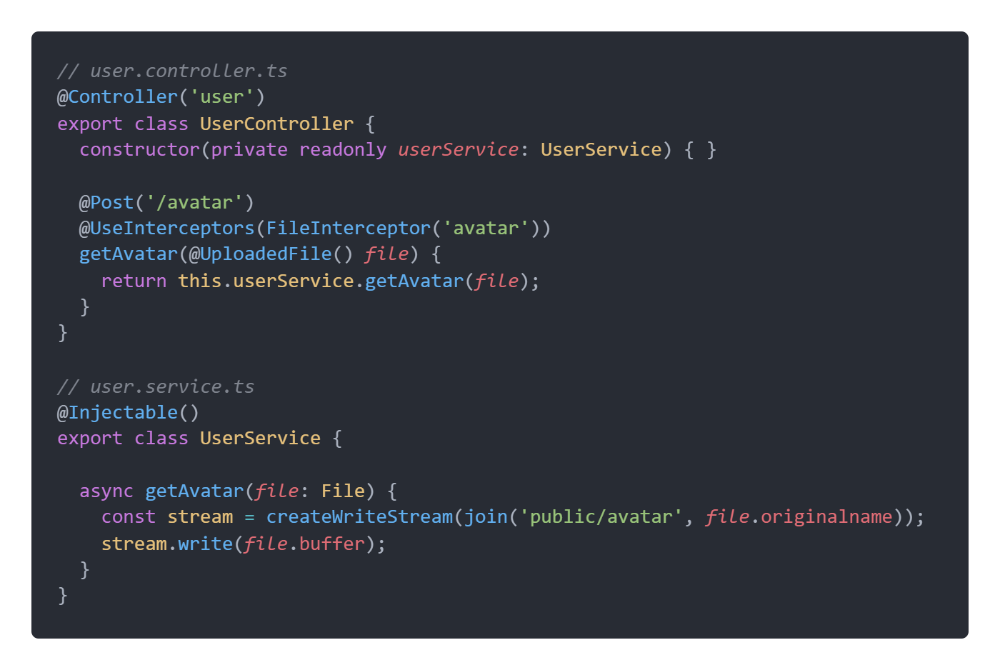 // user.controller.ts
@Controller('user')
export class UserController {
  constructor(private readonly userService: UserService) { }

  @Post('/avatar')
  @UseInterceptors(FileInterceptor('avatar'))
  getAvatar(@UploadedFile() file) {
    return this.userService.getAvatar(file);
  }
}

// user.service.ts
@Injectable()
export class UserService {

  async getAvatar(file: File) {
    const stream = createWriteStream(join('public/avatar', file.originalname));
    stream.write(file.buffer);
  }
}